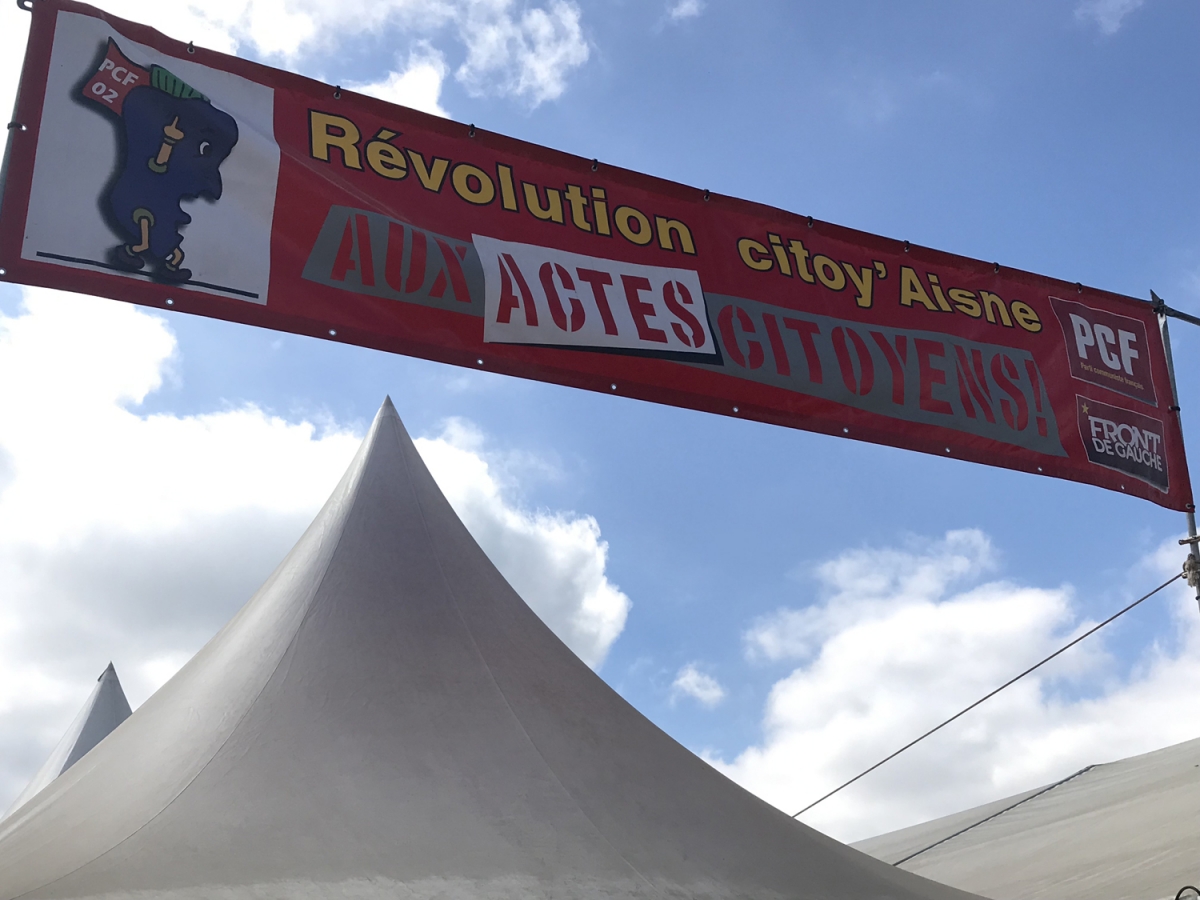 PCF
02
Révolution citoy'Aisne
AUX ACTES CITOYENS!
PCF
Parti communiste français
FRONT
DE GAUCHE